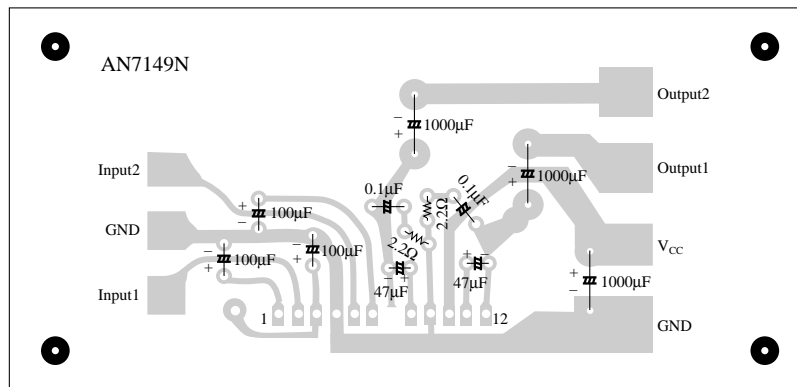 AN7149N
Output2
1000µF
Output1
Input2
0.1µF
0.1µF
1000µF
2.2Ω
100µF
GND
2.2Ω
100µF
100µF
VCC
47µF
47µF
1000µF
Input1
1
12
GND